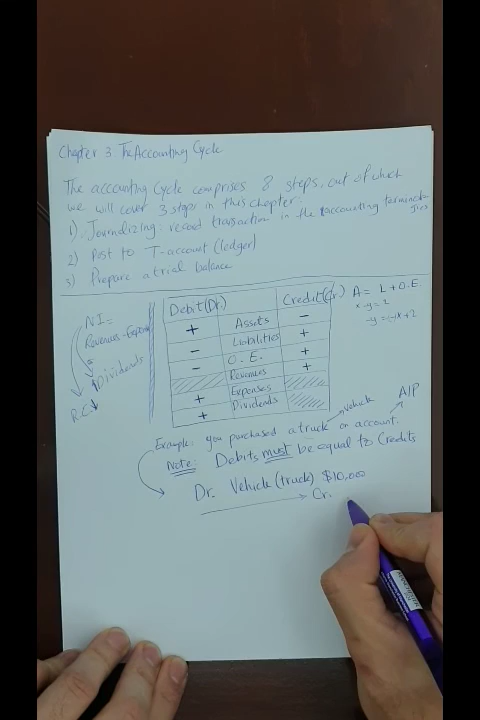 Chapter 3: The Accounting Cycle
The accounting Cycle comprises 8 steps, out of which
we will cover 3 steps in this chapter:
1). Journalizing: record transaction in the accounting
2) Post to T-account (ledger)
3) Prepare a trial balance
Debit (Dr.) Credit (Cr.) A = L + O.E.
+ Assets -
- Liabilities +
- O.E. +
Revenues +
+ Expenses
+ Dividends
x-y=2
-y=-x+2
N.I=
Revenues-Expenses
Dividends
vehicle
A/P
Example: you purchased a truck on account.
Note: Debits must be equal to Credits
Dr. Vehicle (truck) $10,000
Cr.